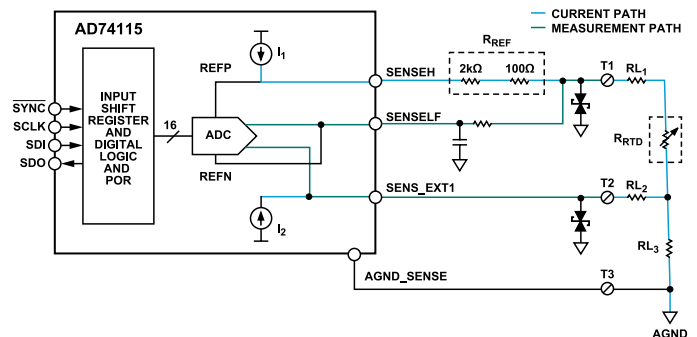 AD74115
CURRENT PATH
MEASUREMENT PATH
I1
REFP
SENSEH
RREF
2kΩ
100Ω
T1
RL1
SYNC
SCLK
SDI
SDO
INPUT
SHIFT
REGISTER
AND
DIGITAL
LOGIC
AND
POR
16
ADC
SENSELF
RRTD
REFN
SENS_EXT1
T2
RL2
I2
RL3
AGND_SENSE
T3
AGND